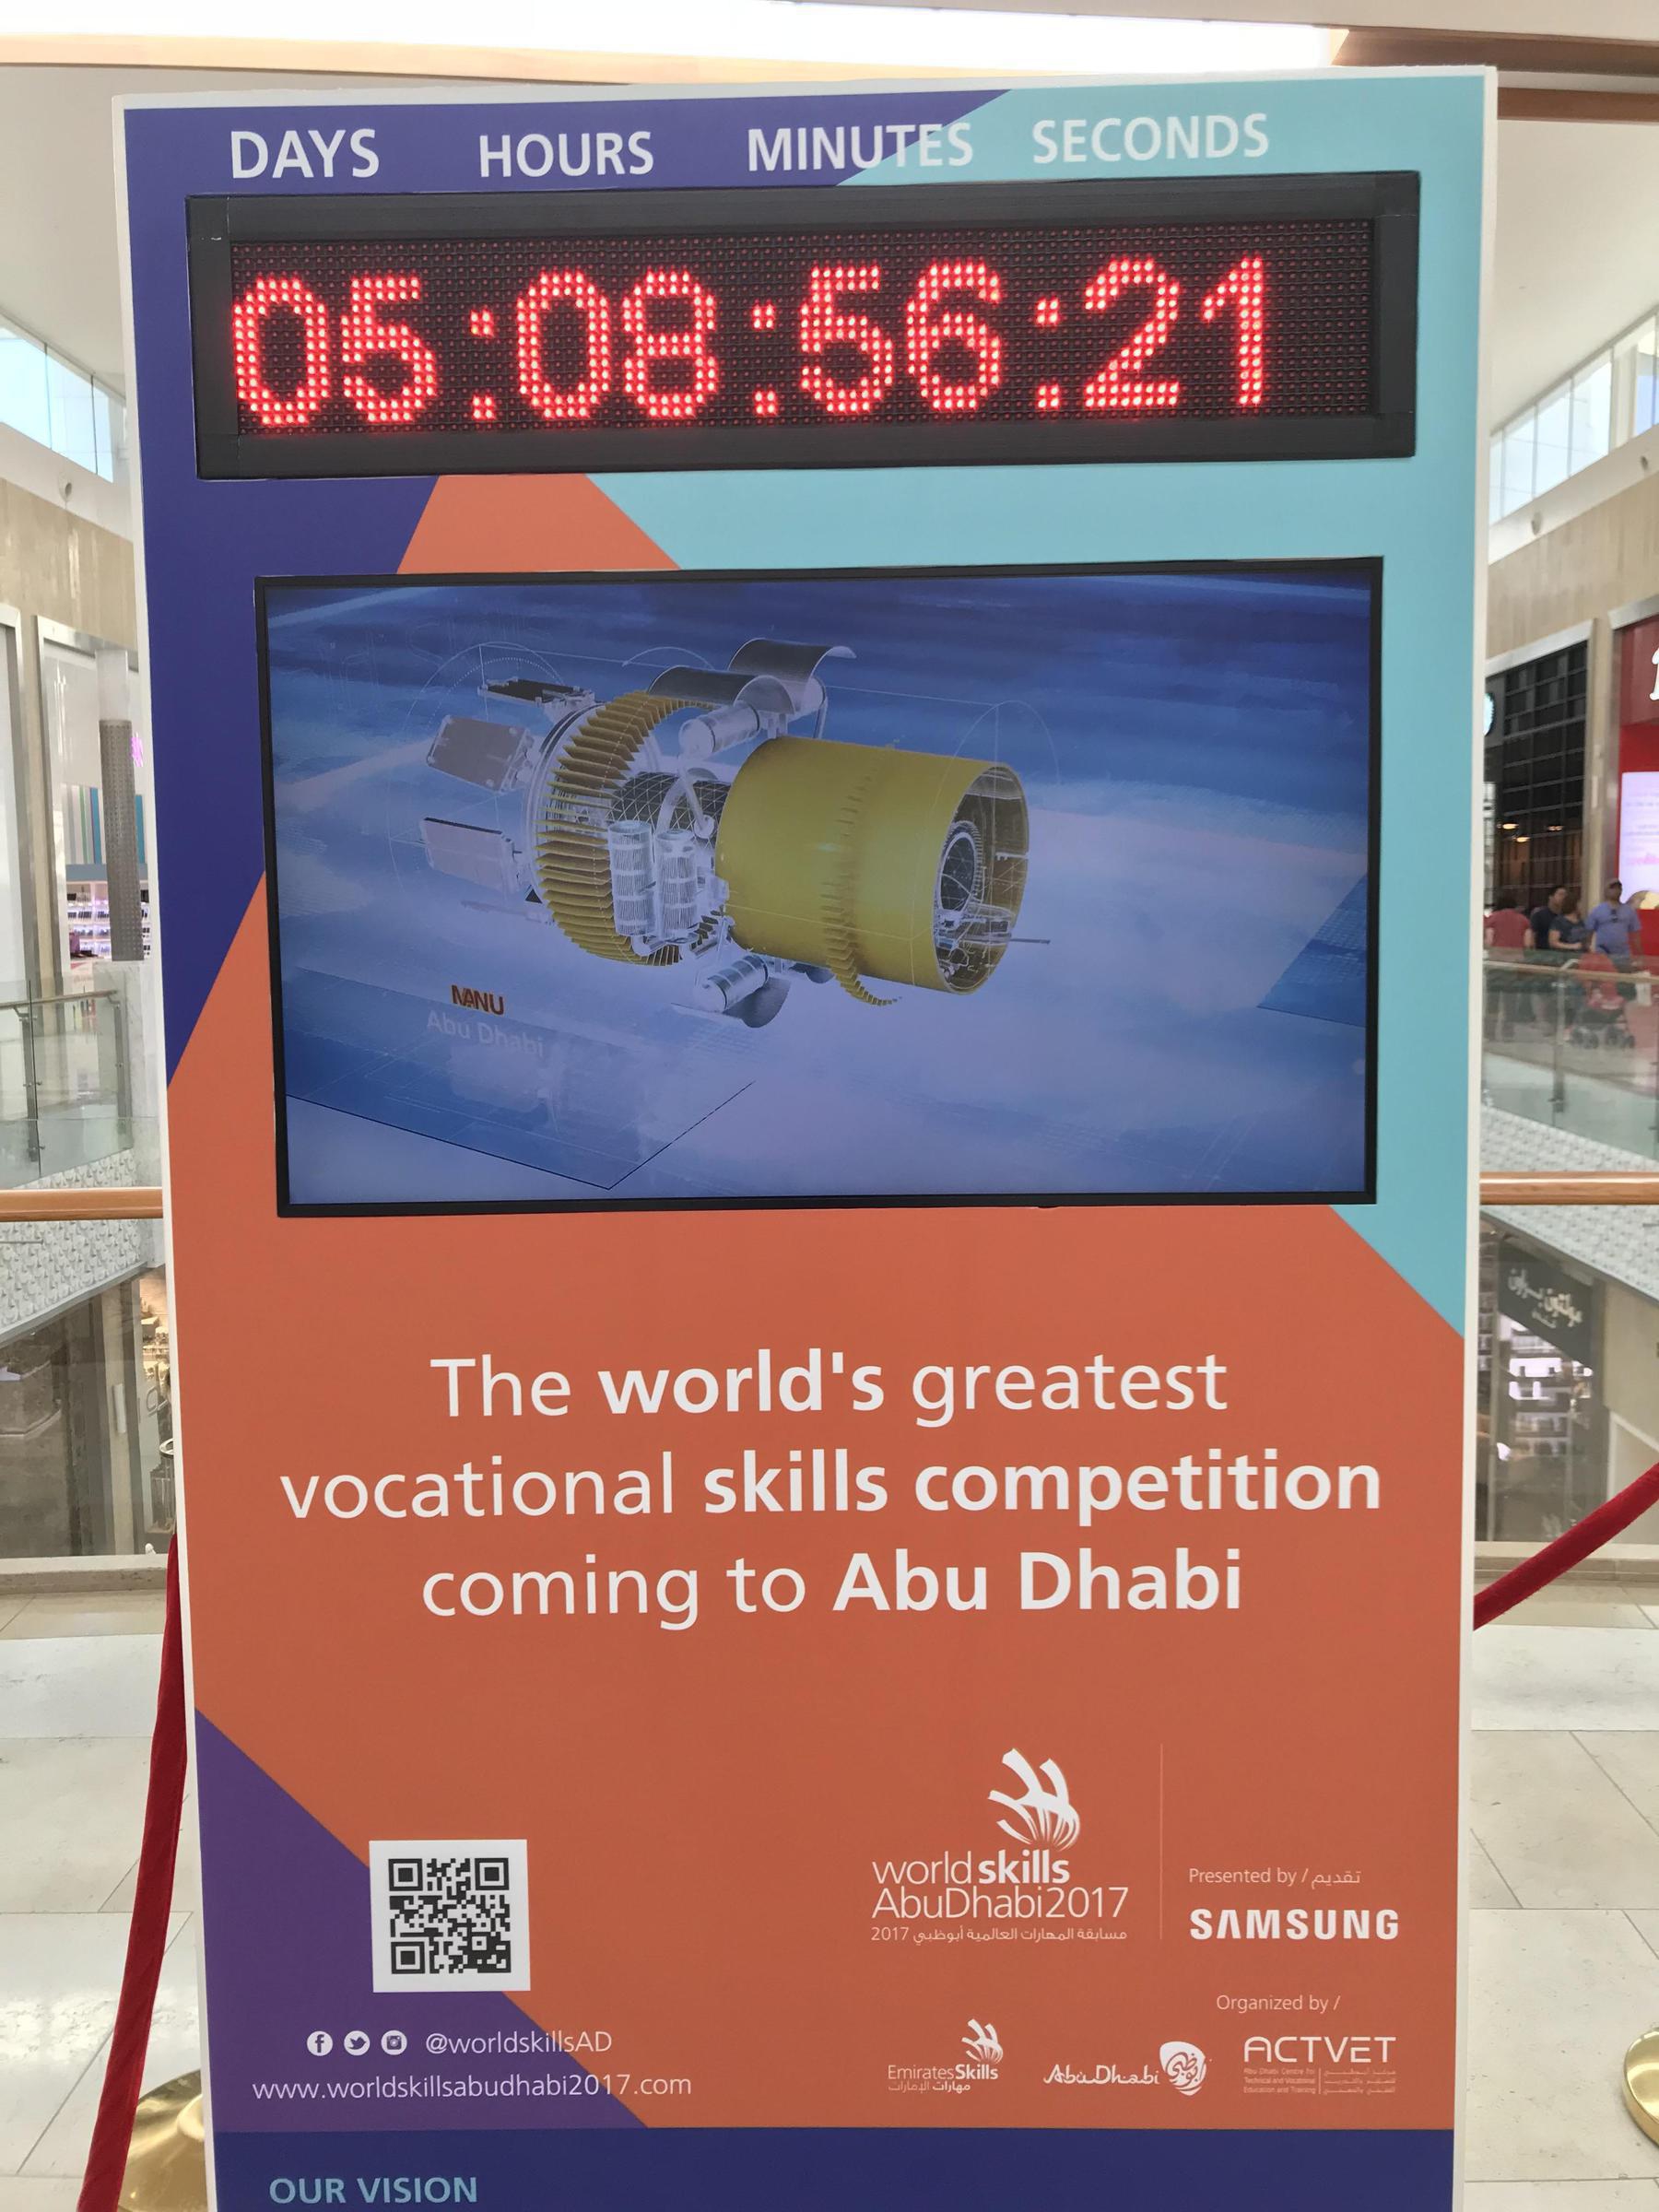 DAYS HOURS MINUTES SECONDS
05:08:56:21
Abu Dhabi
The world's greatest
vocational skills competition
coming to Abu Dhabi
worldskills
AbuDhabi2017
مسابقة المهارات العالمية أبوظبي 2017
Presented by / تقديم
SAMSUNG
Organized by /
EmiratesSkills
مهارات الإمارات
AbuDhabi أبوظبي
ACTVET
Abu Dhabi Centre for
Technical and Vocational
Education and Training
@worldskillsAD
www.worldskillsabudhabi2017.com
OUR VISION